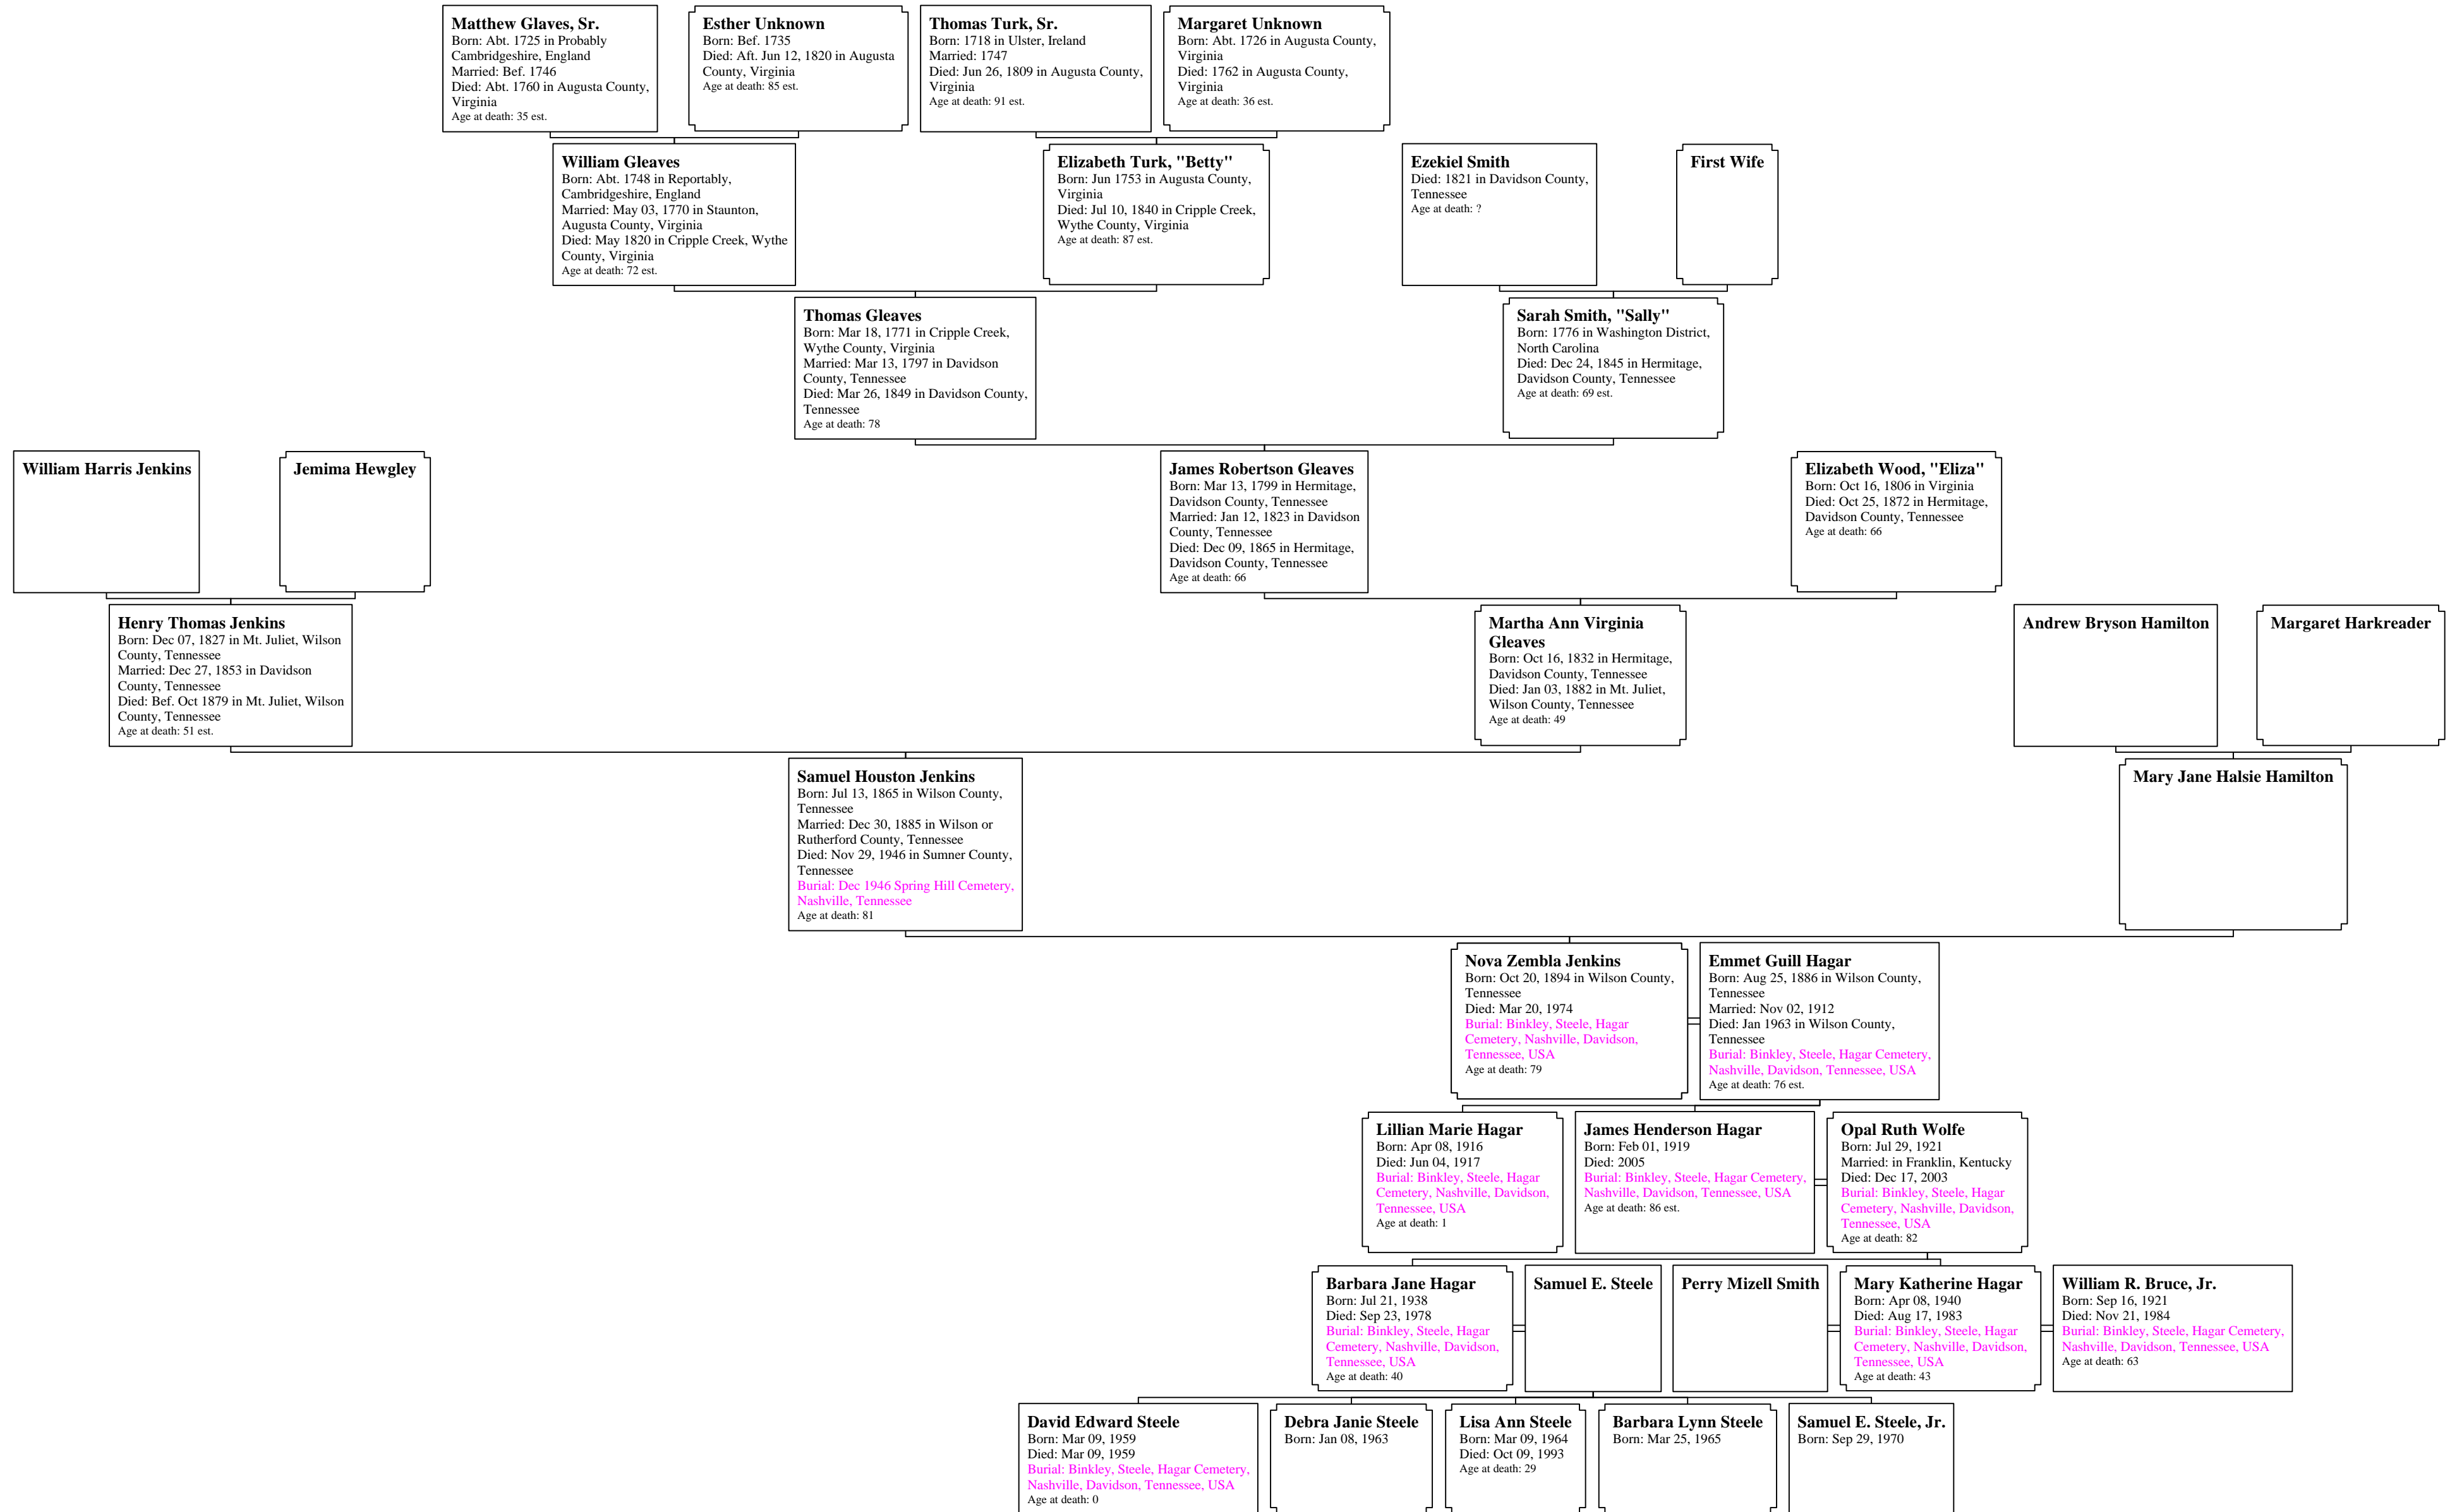 Matthew Glaves, Sr.
Born: Abt. 1725 in Probably
Cambridgeshire, England
Married: Bef. 1746
Died: Abt. 1760 in Augusta County,
Virginia
Age at death: 35 est.
Esther Unknown
Born: Bef. 1735
Died: Aft. Jun 12, 1820 in Augusta
County, Virginia
Age at death: 85 est.
Thomas Turk, Sr.
Born: 1718 in Ulster, Ireland
Married: 1747
Died: Jun 26, 1809 in Augusta County,
Virginia
Age at death: 91 est.
Margaret Unknown
Born: Abt. 1726 in Augusta County,
Virginia
Died: 1762 in Augusta County,
Virginia
Age at death: 36 est.
William Gleaves
Born: Abt. 1748 in Reportably,
Cambridgeshire, England
Married: May 03, 1770 in Staunton,
Augusta County, Virginia
Died: May 1820 in Cripple Creek, Wythe
County, Virginia
Age at death: 72 est.
Elizabeth Turk, "Betty"
Born: Jun 1753 in Augusta County,
Virginia
Died: Jul 10, 1840 in Cripple Creek,
Wythe County, Virginia
Age at death: 87 est.
Ezekiel Smith
Died: 1821 in Davidson County,
Tennessee
Age at death: ?
First Wife
Thomas Gleaves
Born: Mar 18, 1771 in Cripple Creek,
Wythe County, Virginia
Married: Mar 13, 1797 in Davidson
County, Tennessee
Died: Mar 26, 1849 in Davidson County,
Tennessee
Age at death: 78
Sarah Smith, "Sally"
Born: 1776 in Washington District,
North Carolina
Died: Dec 24, 1845 in Hermitage,
Davidson County, Tennessee
Age at death: 69 est.
William Harris Jenkins
Jemima Hewgley
James Robertson Gleaves
Born: Mar 13, 1799 in Hermitage,
Davidson County, Tennessee
Married: Jan 12, 1823 in Davidson
County, Tennessee
Died: Dec 09, 1865 in Hermitage,
Davidson County, Tennessee
Age at death: 66
Elizabeth Wood, "Eliza"
Born: Oct 16, 1806 in Virginia
Died: Oct 25, 1872 in Hermitage,
Davidson County, Tennessee
Age at death: 66
Henry Thomas Jenkins
Born: Dec 07, 1827 in Mt. Juliet, Wilson
County, Tennessee
Married: Dec 27, 1853 in Davidson
County, Tennessee
Died: Bef. Oct 1879 in Mt. Juliet, Wilson
County, Tennessee
Age at death: 51 est.
Martha Ann Virginia
Gleaves
Born: Oct 16, 1832 in Hermitage,
Davidson County, Tennessee
Died: Jan 03, 1882 in Mt. Juliet,
Wilson County, Tennessee
Age at death: 49
Andrew Bryson Hamilton
Margaret Harkreader
Samuel Houston Jenkins
Born: Jul 13, 1865 in Wilson County,
Tennessee
Married: Dec 30, 1885 in Wilson or
Rutherford County, Tennessee
Died: Nov 29, 1946 in Sumner County,
Tennessee
Burial: Dec 1946 Spring Hill Cemetery,
Nashville, Tennessee
Age at death: 81
Mary Jane Halsie Hamilton
Nova Zembla Jenkins
Born: Oct 20, 1894 in Wilson County,
Tennessee
Died: Mar 20, 1974
Burial: Binkley, Steele, Hagar
Cemetery, Nashville, Davidson,
Tennessee, USA
Age at death: 79
Emmet Guill Hagar
Born: Aug 25, 1886 in Wilson County,
Tennessee
Married: Nov 02, 1912
Died: Jan 1963 in Wilson County,
Tennessee
Burial: Binkley, Steele, Hagar Cemetery,
Nashville, Davidson, Tennessee, USA
Age at death: 76 est.
Lillian Marie Hagar
Born: Apr 08, 1916
Died: Jun 04, 1917
Burial: Binkley, Steele, Hagar
Cemetery, Nashville, Davidson,
Tennessee, USA
Age at death: 1
James Henderson Hagar
Born: Feb 01, 1919
Died: 2005
Burial: Binkley, Steele, Hagar Cemetery,
Nashville, Davidson, Tennessee, USA
Age at death: 86 est.
Opal Ruth Wolfe
Born: Jul 29, 1921
Married: in Franklin, Kentucky
Died: Dec 17, 2003
Burial: Binkley, Steele, Hagar
Cemetery, Nashville, Davidson,
Tennessee, USA
Age at death: 82
Barbara Jane Hagar
Born: Jul 21, 1938
Died: Sep 23, 1978
Burial: Binkley, Steele, Hagar
Cemetery, Nashville, Davidson,
Tennessee, USA
Age at death: 40
Samuel E. Steele
Perry Mizell Smith
Mary Katherine Hagar
Born: Apr 08, 1940
Died: Aug 17, 1983
Burial: Binkley, Steele, Hagar
Cemetery, Nashville, Davidson,
Tennessee, USA
Age at death: 43
William R. Bruce, Jr.
Born: Sep 16, 1921
Died: Nov 21, 1984
Burial: Binkley, Steele, Hagar Cemetery,
Nashville, Davidson, Tennessee, USA
Age at death: 63
David Edward Steele
Born: Mar 09, 1959
Died: Mar 09, 1959
Burial: Binkley, Steele, Hagar Cemetery,
Nashville, Davidson, Tennessee, USA
Age at death: 0
Debra Janie Steele
Born: Jan 08, 1963
Lisa Ann Steele
Born: Mar 09, 1964
Died: Oct 09, 1993
Age at death: 29
Barbara Lynn Steele
Born: Mar 25, 1965
Samuel E. Steele, Jr.
Born: Sep 29, 1970